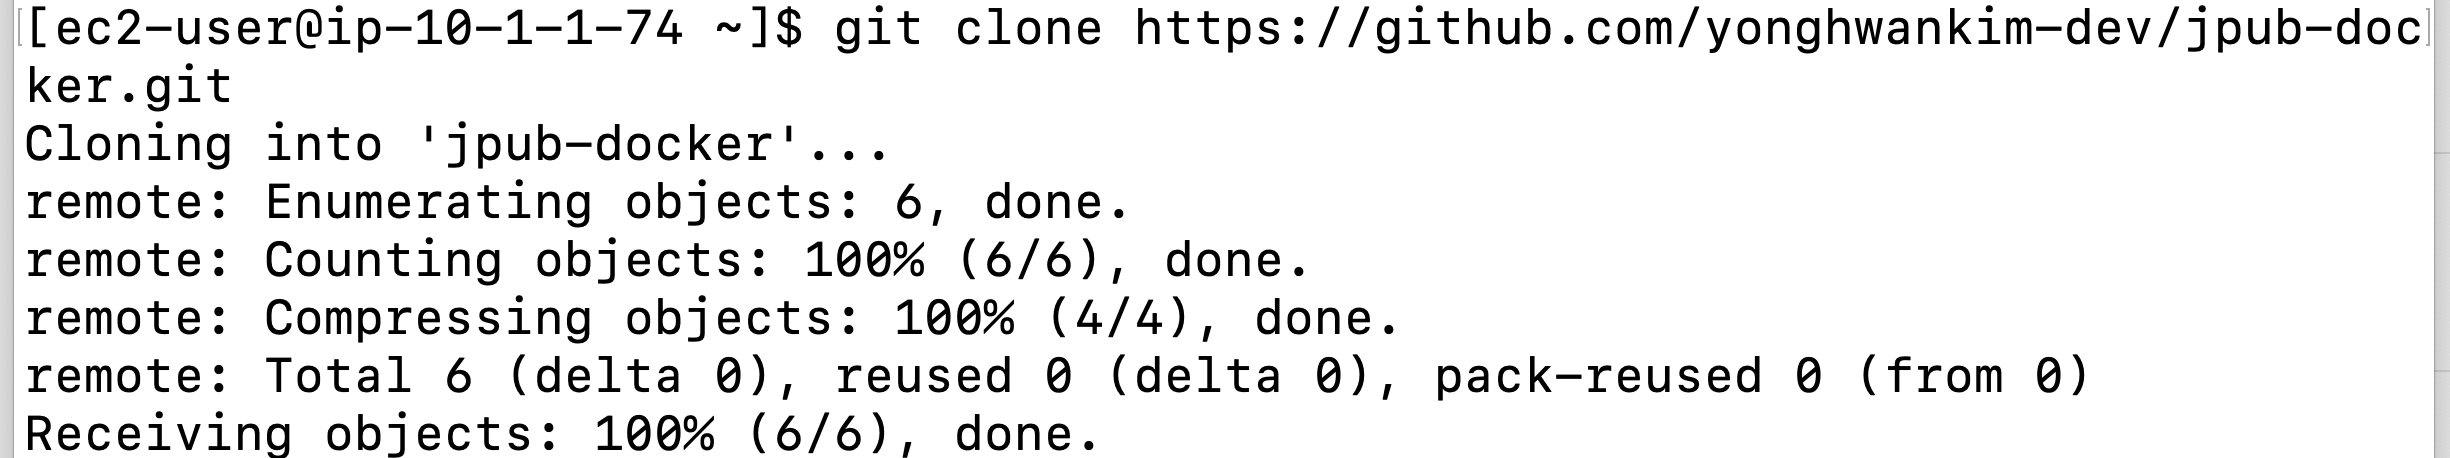 [ec2-user@ip-10-1-1-74 ~]$ git clone https://github.com/yonghwankim-dev/jpub-doc
ker.git
Cloning into 'jpub-docker'...
remote: Enumerating objects: 6, done.
remote: Counting objects: 100% (6/6), done.
remote: Compressing objects: 100% (4/4), done.
remote: Total 6 (delta 0), reused 0 (delta 0), pack-reused 0 (from 0)
Receiving objects: 100% (6/6), done.